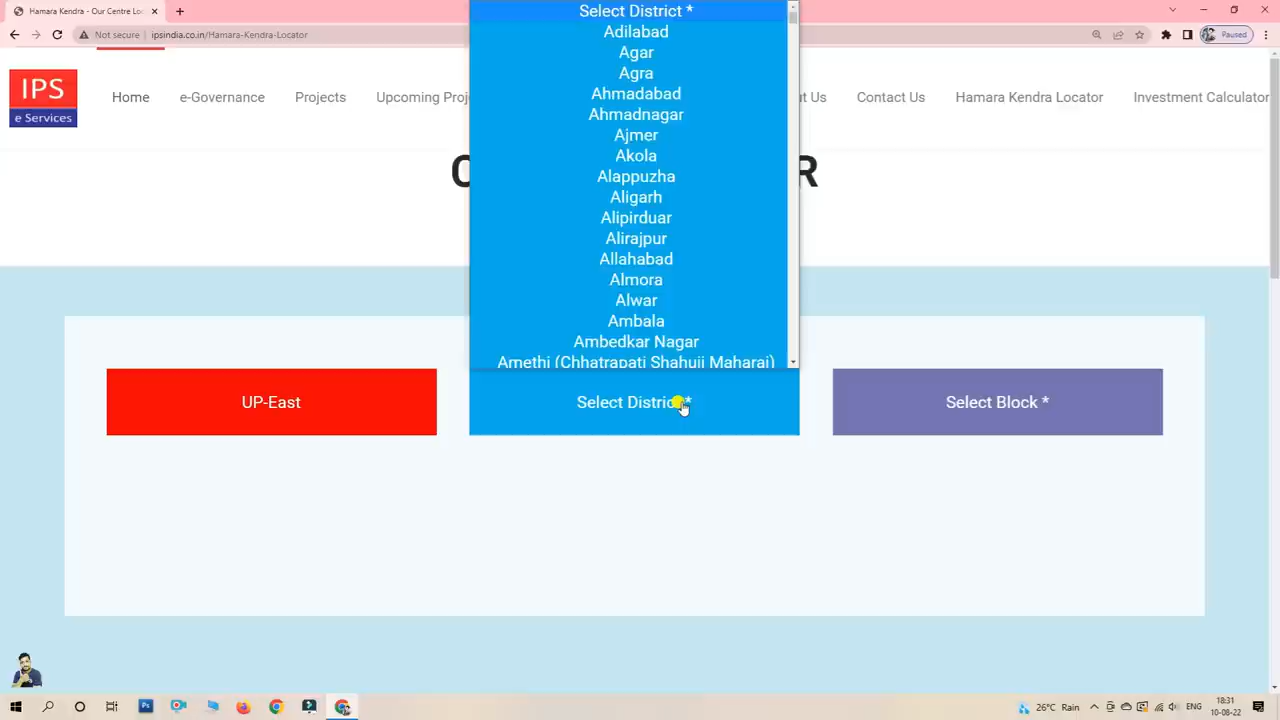 Hamara Kendra - Our Centre Lo
Not secure
ipsindia.co.in/Hamara-Kendra-Locator
Paused
IPS
e Services
Home
e-Governance
Projects
Upcoming Proj
t Us
Contact Us
Hamara Kendra Locator
Investment Calculator
R
Select District *
Adilabad
Agar
Agra
Ahmadabad
Ahmadnagar
Ajmer
Akola
Alappuzha
Aligarh
Alipirduar
Alirajpur
Allahabad
Almora
Alwar
Ambala
Ambedkar Nagar
Amethi (Chhatrapati Shahuji Maharaj)
UP-East
Select District *
Select Block *
26°C Rain
ENG
18:31
10-08-22